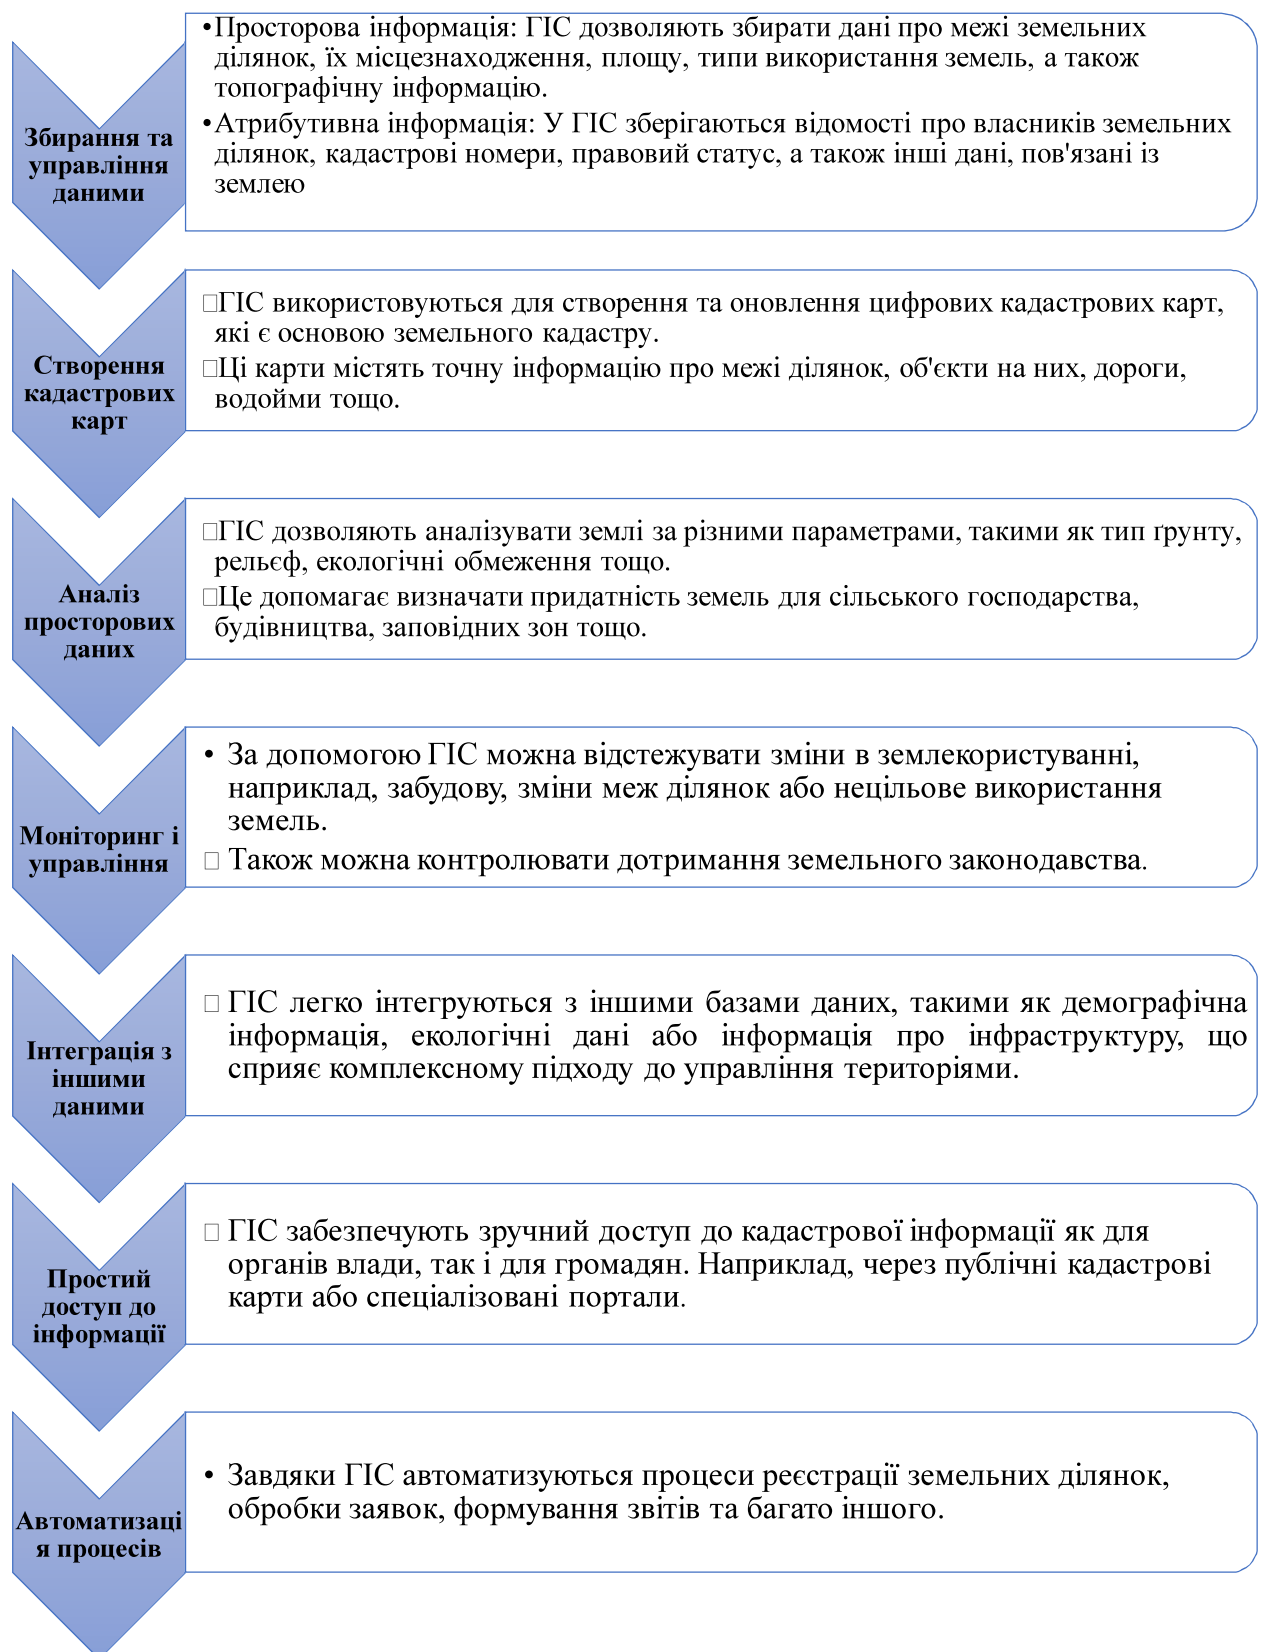 Збирання та
управління
даними
•Просторова інформація: ГІС дозволяють збирати дані про межі земельних
ділянок, їх місцезнаходження, площу, типи використання земель, а також
топографічну інформацію.
•Атрибутивна інформація: У ГІС зберігаються відомості про власників земельних
ділянок, кадастрові номери, правовий статус, а також інші дані, пов'язані із
землею
Створення
кадастрових
карт
□ГІС використовуються для створення та оновлення цифрових кадастрових карт,
які є основою земельного кадастру.
□Ці карти містять точну інформацію про межі ділянок, об'єкти на них, дороги,
водойми тощо.
Аналіз
просторових
даних
□ГІС дозволяють аналізувати землі за різними параметрами, такими як тип ґрунту,
рельєф, екологічні обмеження тощо.
□Це допомагає визначати придатність земель для сільського господарства,
будівництва, заповідних зон тощо.
Моніторинг і
управління
• За допомогою ГІС можна відстежувати зміни в землекористуванні,
наприклад, забудову, зміни меж ділянок або нецільове використання
земель.
□ Також можна контролювати дотримання земельного законодавства.
Інтеграція з
іншими
даними
□ ГІС легко інтегруються з іншими базами даних, такими як демографічна
інформація, екологічні дані або інформація про інфраструктуру, що
сприяє комплексному підходу до управління територіями.
Простий
доступ до
інформації
□ ГІС забезпечують зручний доступ до кадастрової інформації як для
органів влади, так і для громадян. Наприклад, через публічні кадастрові
карти або спеціалізовані портали.
Автоматизаці
я процесів
• Завдяки ГІС автоматизуються процеси реєстрації земельних ділянок,
обробки заявок, формування звітів та багато іншого.